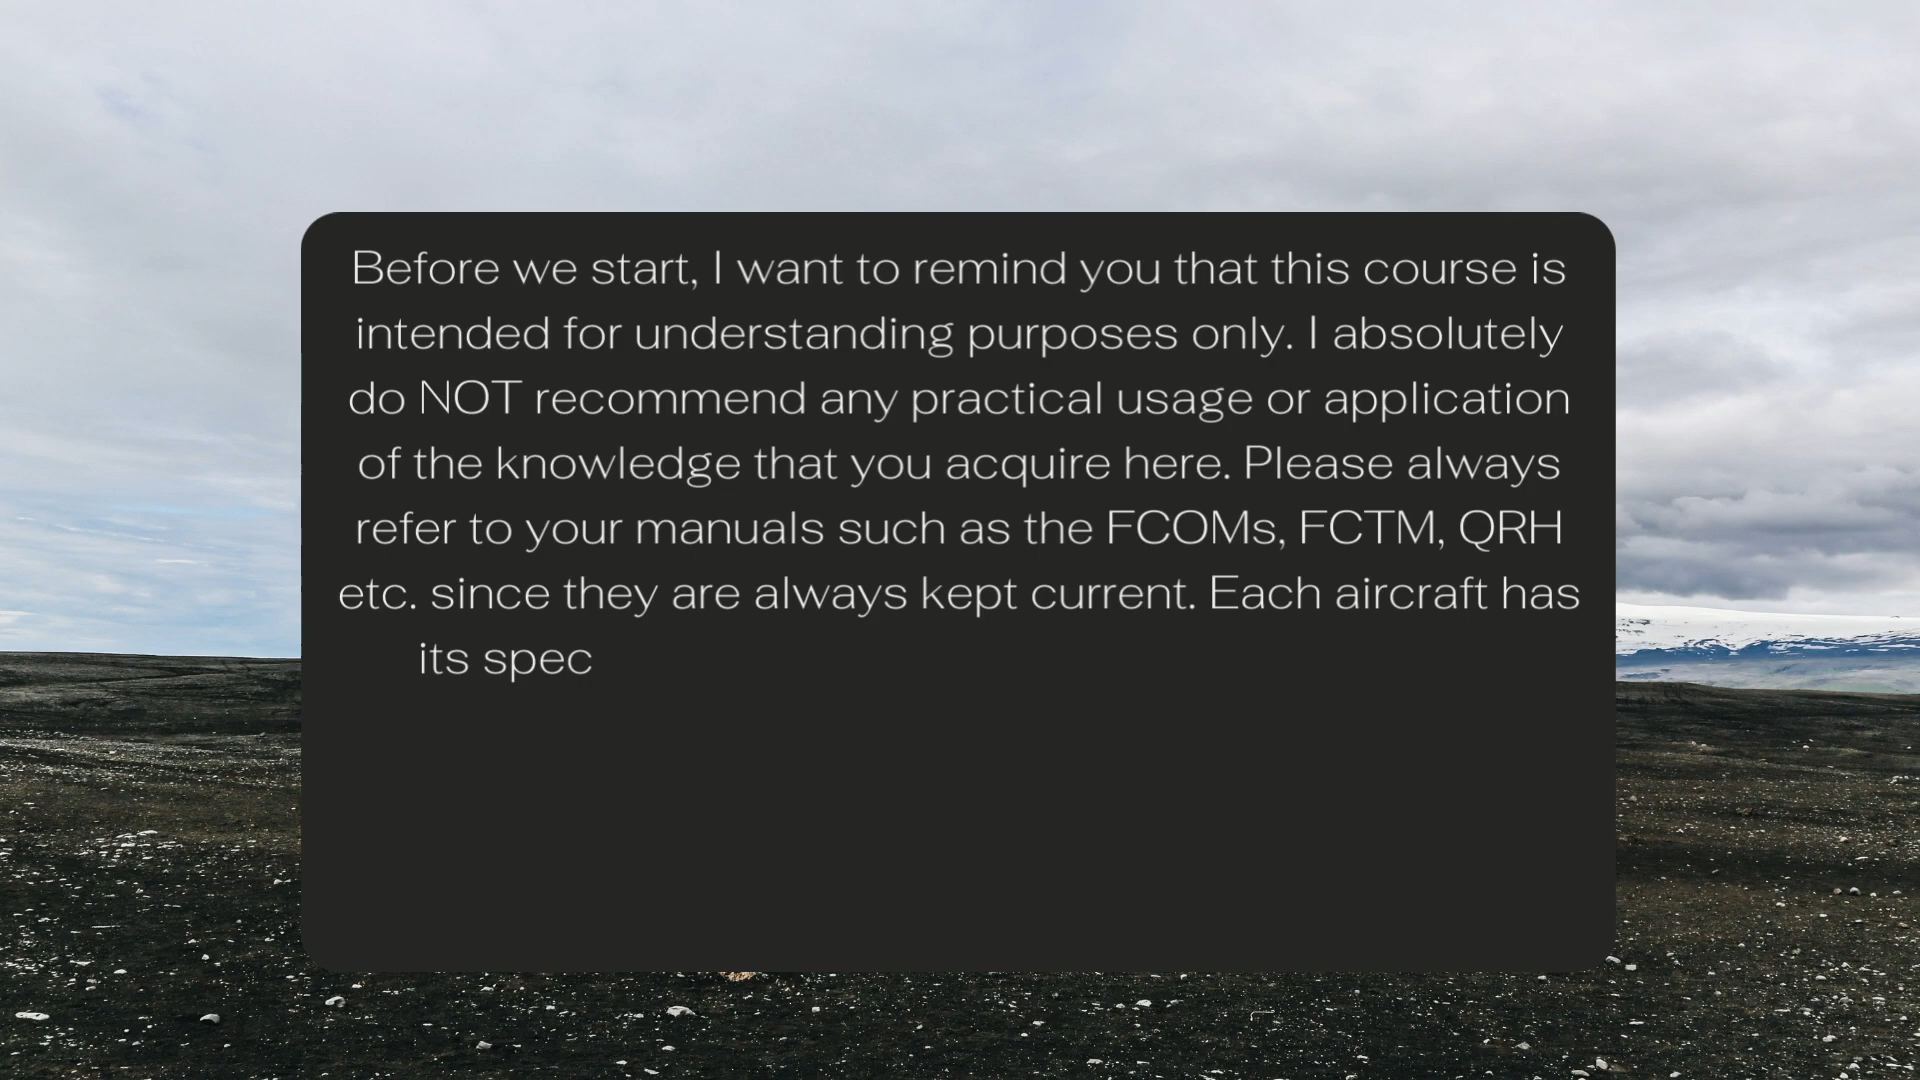 Before we start, I want to remind you that this course is
intended for understanding purposes only. I absolutely
do NOT recommend any practical usage or application
of the knowledge that you acquire here. Please always
refer to your manuals such as the FCOMs, FCTM, QRH
etc. since they are always kept current. Each aircraft has
its spec